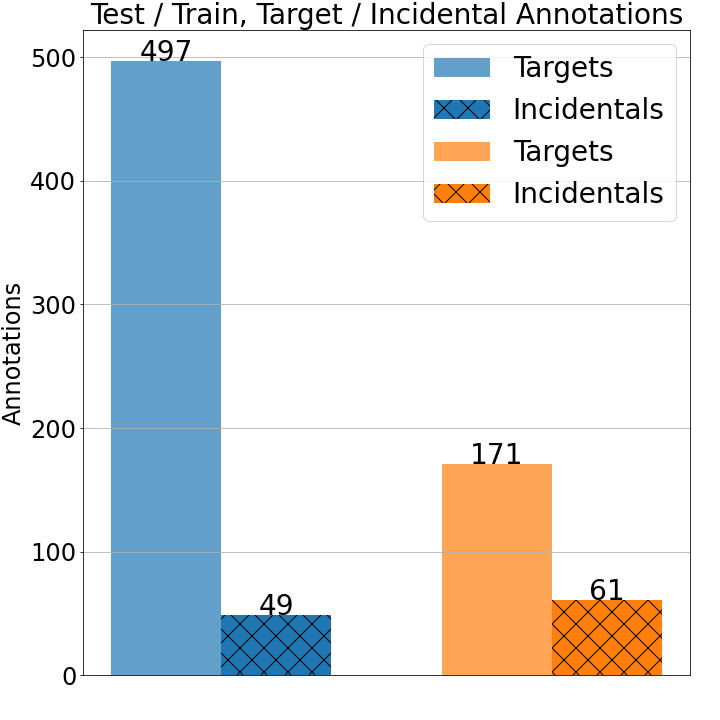 Test / Train, Target / Incidental Annotations
Annotations
500
400
300
200
100
0
497
49
171
61
Targets
Incidentals
Targets
Incidentals